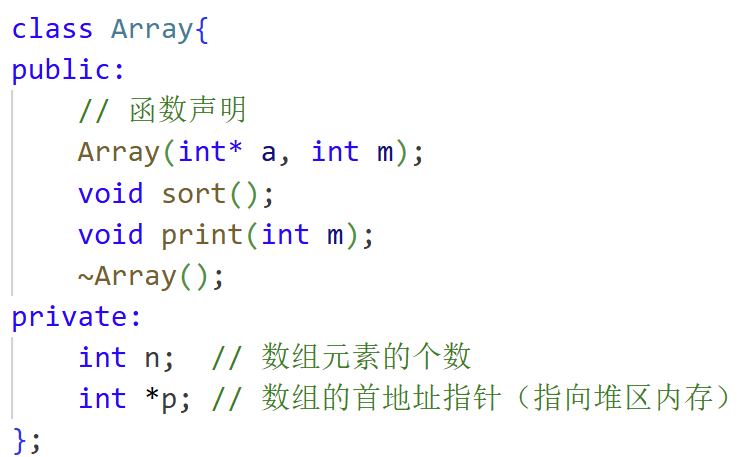 class Array{
public:
    // 函数声明
    Array(int* a, int m);
    void sort();
    void print(int m);
    ~Array();
private:
    int n;  // 数组元素的个数
    int *p; // 数组的首地址指针（指向堆区内存）
};